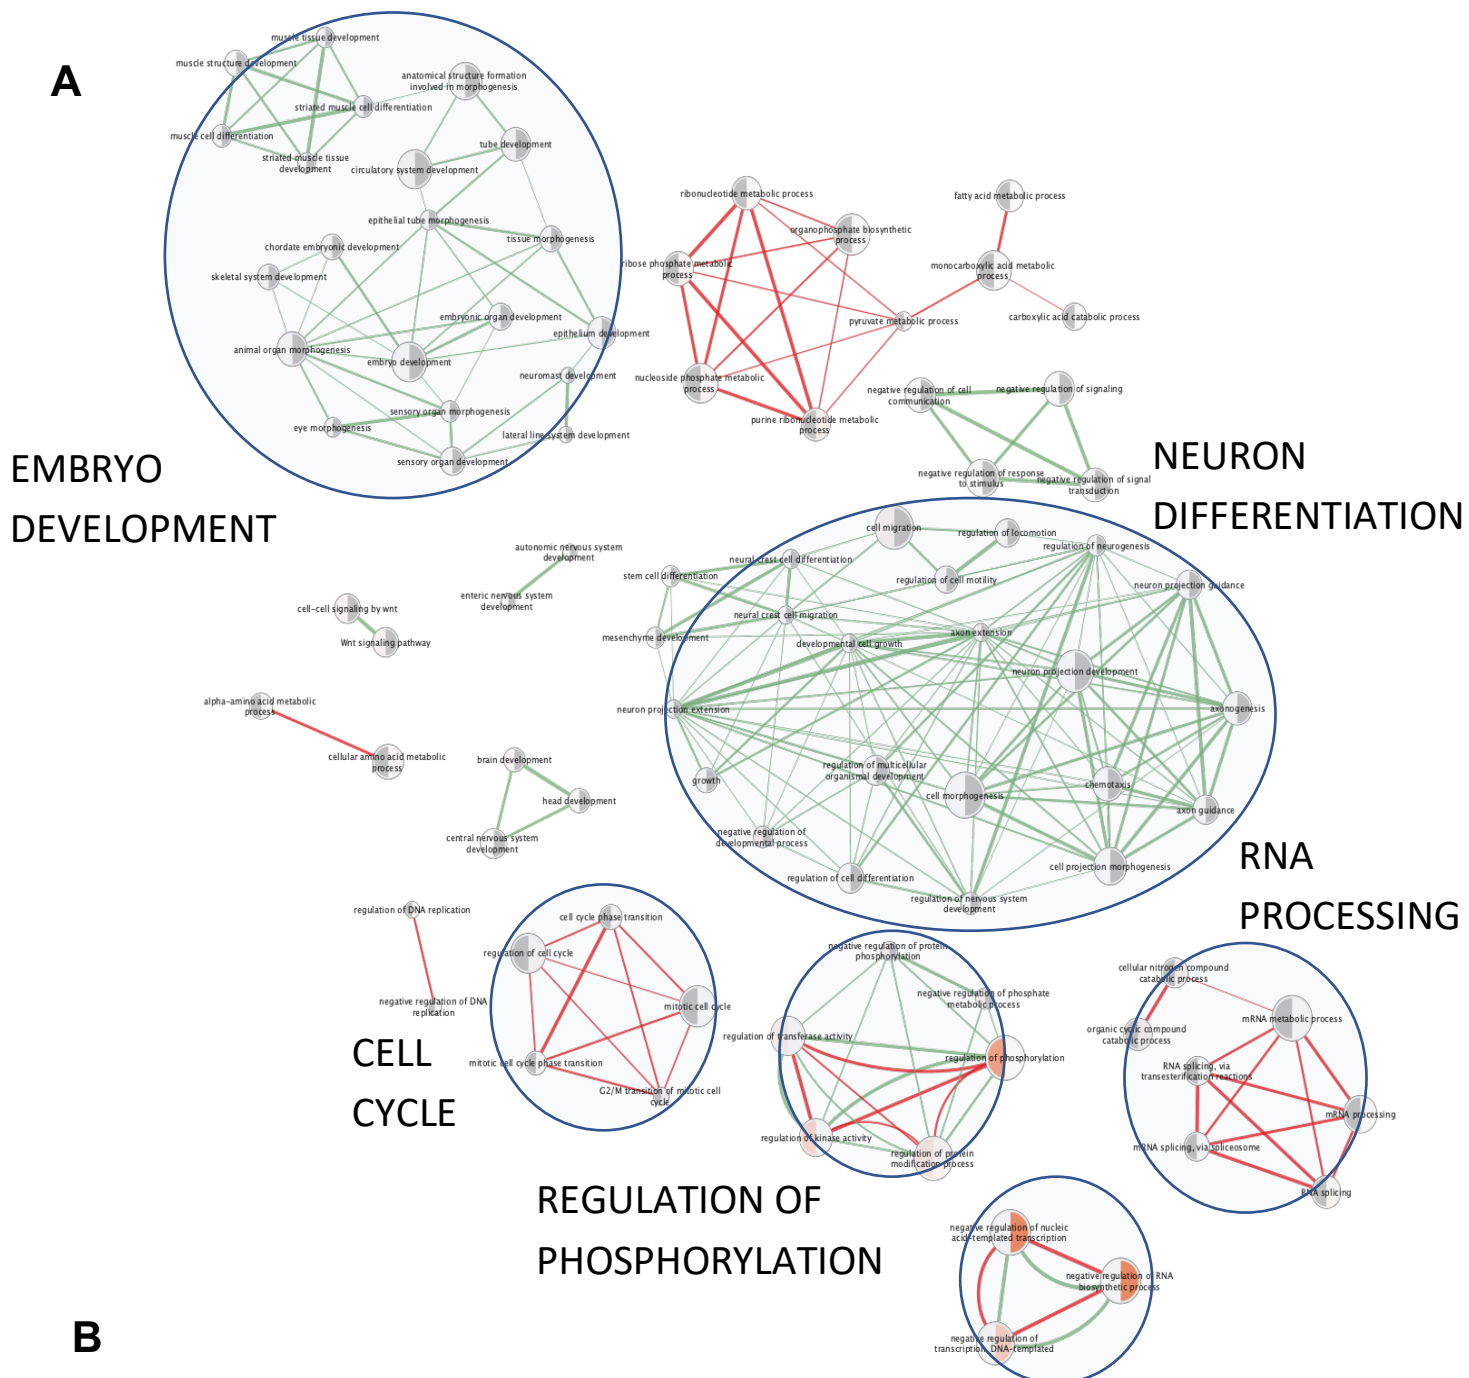 A
muscle tissue development
muscle structure development
anatomical structure formation
involved in morphogenesis
striated muscle cell differentiation
muscle cell differentiation
striated muscle tissue
development
tube development
circulatory system development
epithelial tube morphogenesis
tissue morphogenesis
chordate embryonic development
skeletal system development
embryonic organ development
epithelium development
animal organ morphogenesis
embryo development
neuromast development
sensory organ morphogenesis
eye morphogenesis
lateral line system development
sensory organ development
EMBRYO
DEVELOPMENT
ribonucleotide metabolic process
organophosphate biosynthetic
process
ribose phosphate metabolic
process
fatty acid metabolic process
monocarboxylic acid metabolic
process
pyruvate metabolic process
carboxylic acid catabolic process
nucleoside phosphate metabolic
process
purine ribonucleotide metabolic
process
negative regulation of cell
communication
negative regulation of signaling
negative regulation of response
to stimulus
negative regulation of signal
transduction
NEURON
DIFFERENTIATION
cell migration
regulation of locomotion
regulation of neurogenesis
neural crest cell differentiation
stem cell differentiation
regulation of cell motility
neuron projection guidance
neural crest cell migration
mesenchyme development
developmental cell growth
axon extension
neuron projection development
neuron projection extension
axonogenesis
growth
regulation of multicellular
organismal development
cell morphogenesis
chemotaxis
axon guidance
negative regulation of
developmental process
regulation of cell differentiation
cell projection morphogenesis
regulation of nervous system
development
autonomic nervous system
development
enteric nervous system
development
cell-cell signaling by wnt
Wnt signaling pathway
alpha-amino acid metabolic
process
cellular amino acid metabolic
process
brain development
head development
central nervous system
development
regulation of DNA replication
negative regulation of DNA
replication
cell cycle phase transition
regulation of cell cycle
mitotic cell cycle
mitotic cell cycle phase transition
G2/M transition of mitotic cell
cycle
CELL
CYCLE
negative regulation of protein
phosphorylation
negative regulation of phosphate
metabolic process
regulation of transferase activity
regulation of phosphorylation
regulation of kinase activity
regulation of protein
modification process
REGULATION OF
PHOSPHORYLATION
RNA
PROCESSING
cellular nitrogen compound
catabolic process
mRNA metabolic process
organic cyclic compound
catabolic process
RNA splicing, via
transesterification reactions
mRNA processing
mRNA splicing, via spliceosome
RNA splicing
negative regulation of nucleic
acid-templated transcription
negative regulation of RNA
biosynthetic process
negative regulation of
transcription, DNA-templated
B